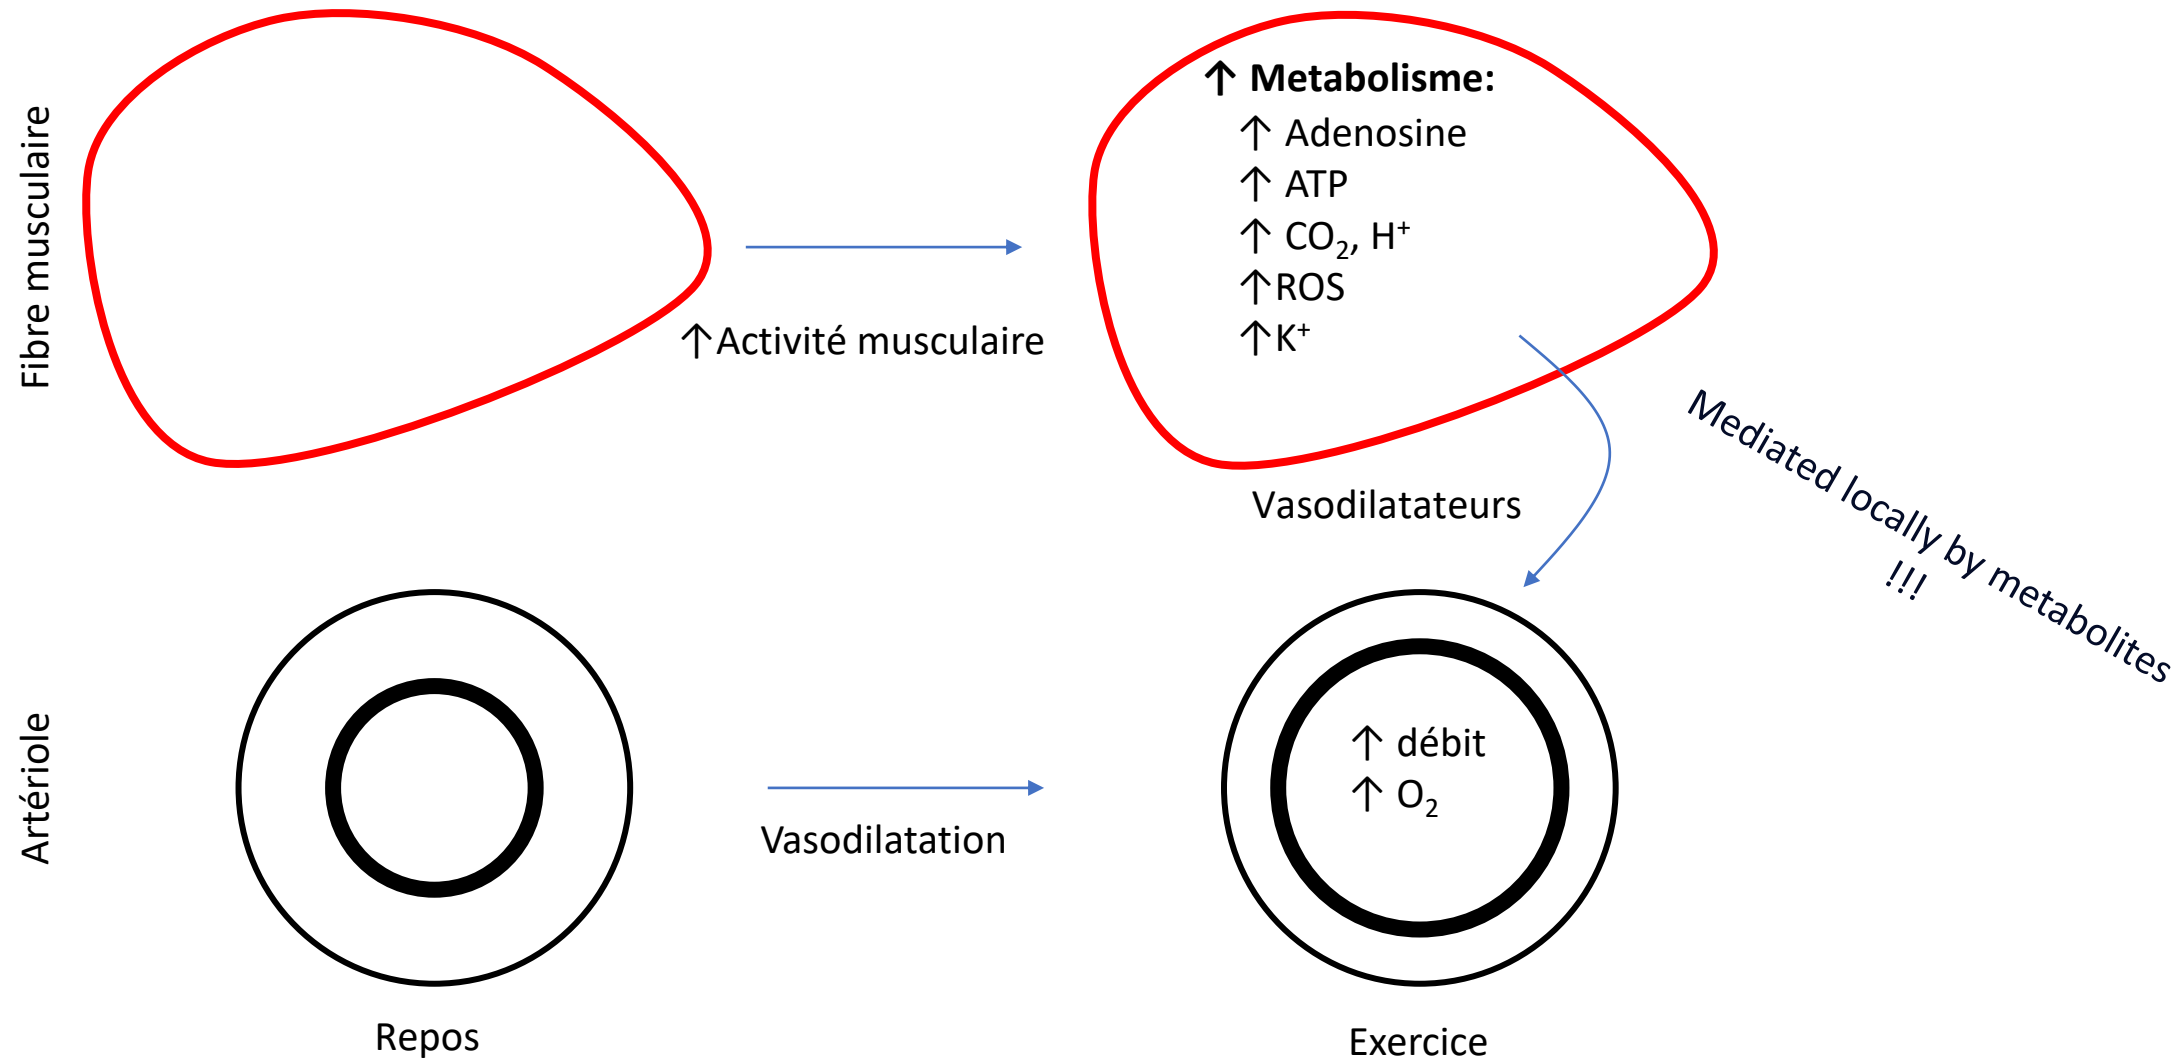 Fibre musculaire
↑ Metabolisme:
↑ Adenosine
↑ ATP
↑ CO₂, H⁺
↑ROS
↑K⁺
↑Activité musculaire
Mediated locally by metabolites
!!!
Vasodilatateurs
Artériole
↑ débit
↑ O₂
Vasodilatation
Repos
Exercice